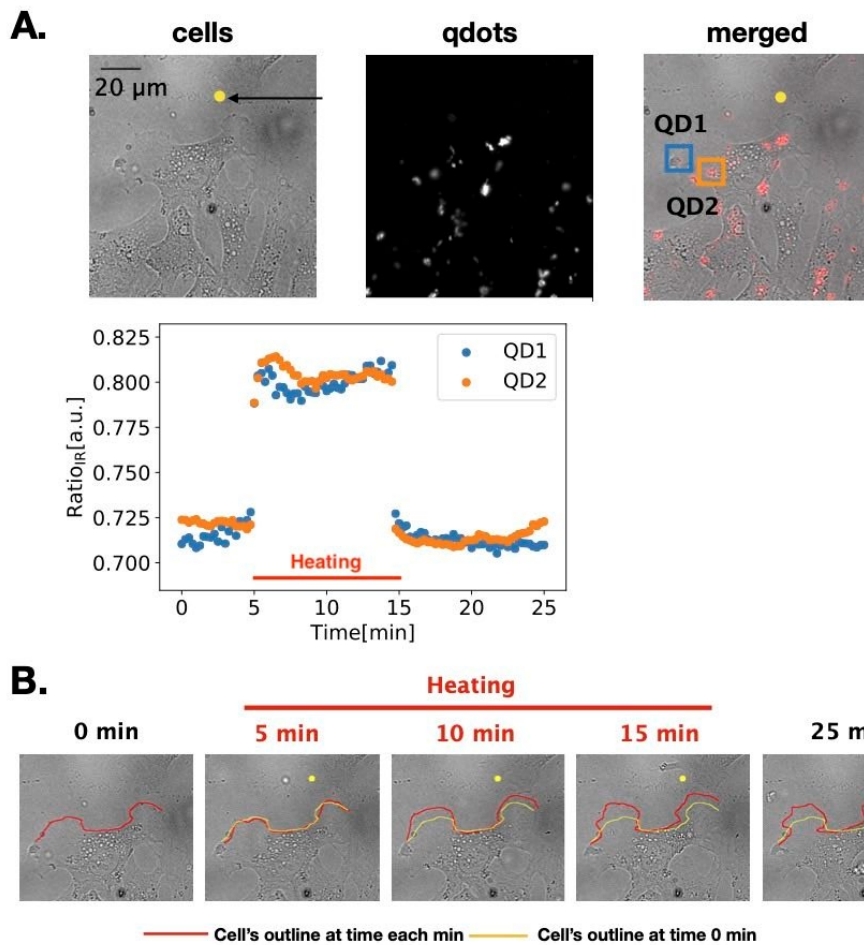 A.
cells
qdots
merged
20 µm
QD1
QD2
0.825
0.800
0.775
0.750
0.725
0.700
Ratio_IR[a.u.]
QD1
QD2
Heating
0 5 10 15 20 25
Time[min]
B.
Heating
0 min 5 min 10 min 15 min 25 m
Cell's outline at time each min Cell's outline at time 0 min